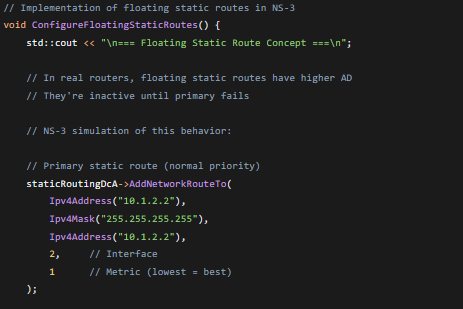 // Implementation of floating static routes in NS-3
void ConfigureFloatingStaticRoutes() {
    std::cout << "\n=== Floating Static Route Concept ===\n";
    // In real routers, floating static routes have higher AD
    // They're inactive until primary fails
    // NS-3 simulation of this behavior:
    // Primary static route (normal priority)
    staticRoutingDcA->AddNetworkRouteTo(
        Ipv4Address("10.1.2.2"),
        Ipv4Mask("255.255.255.255"),
        Ipv4Address("10.1.2.2"),
        2,     // Interface
        1      // Metric (lowest = best)
    );